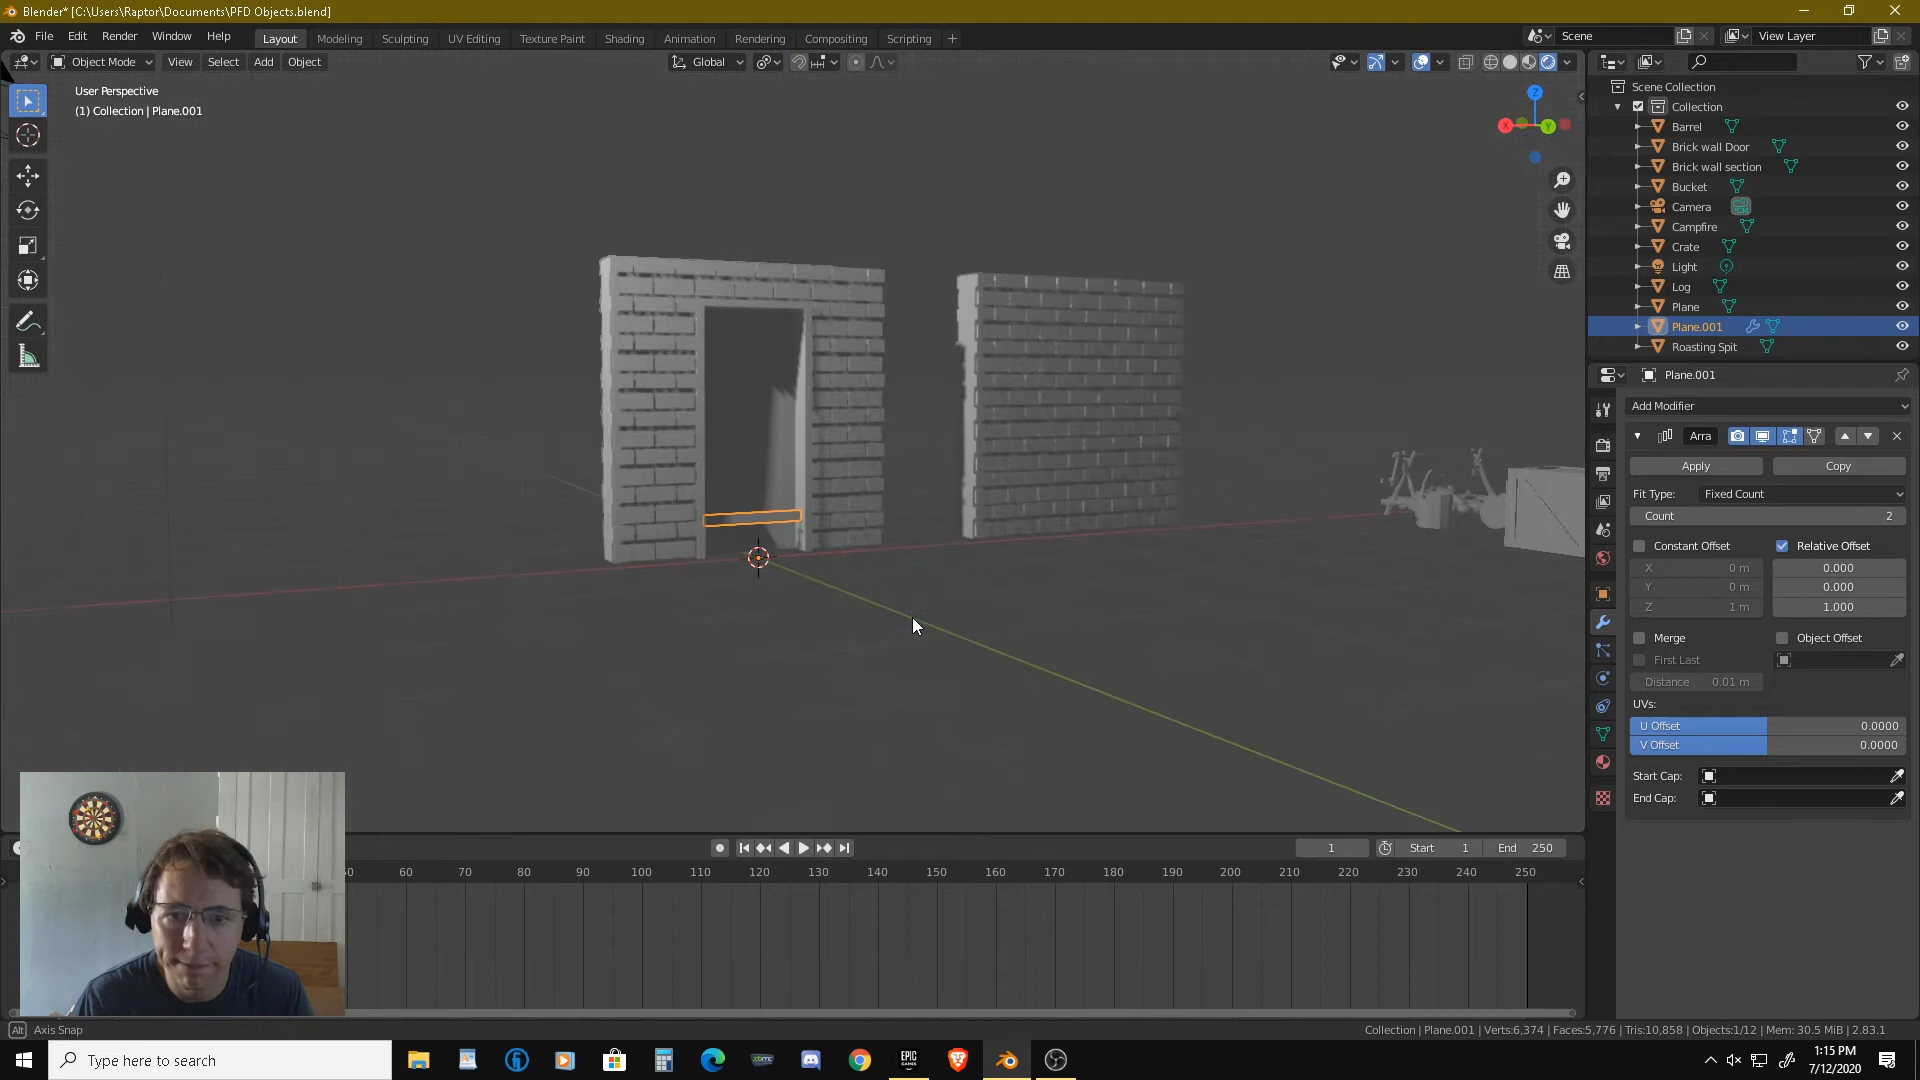 Blender* [C:\Users\Raptor\Documents\PFD Objects.blend]
File Edit Render Window Help
Layout Modeling Sculpting UV Editing Texture Paint Shading Animation Rendering Compositing Scripting +
Scene
View Layer
Object Mode View Select Add Object
Global
User Perspective
(1) Collection | Plane.001
Z
X
Y
Scene Collection
Collection
Barrel
Brick wall Door
Brick wall section
Bucket
Camera
Campfire
Crate
Light
Log
Plane
Plane.001
Roasting Spit
Plane.001
Add Modifier
Arra
Apply Copy
Fit Type: Fixed Count
Count 2
Constant Offset Relative Offset
X 0 m 0.000
Y 0 m 0.000
Z 1 m 1.000
Merge Object Offset
First Last
Distance 0.01 m
UVs:
U Offset 0.0000
V Offset 0.0000
Start Cap:
End Cap:
1 Start 1 End 250
60 70 80 90 100 110 120 130 140 150 160 170 180 190 200 210 220 230 240 250
Alt Axis Snap
Collection | Plane.001 | Verts:6,374 | Faces:5,776 | Tris:10,858 | Objects:1/12 | Mem: 30.5 MiB | 2.83.1
Type here to search
EPIC
GAMES
1:15 PM
7/12/2020